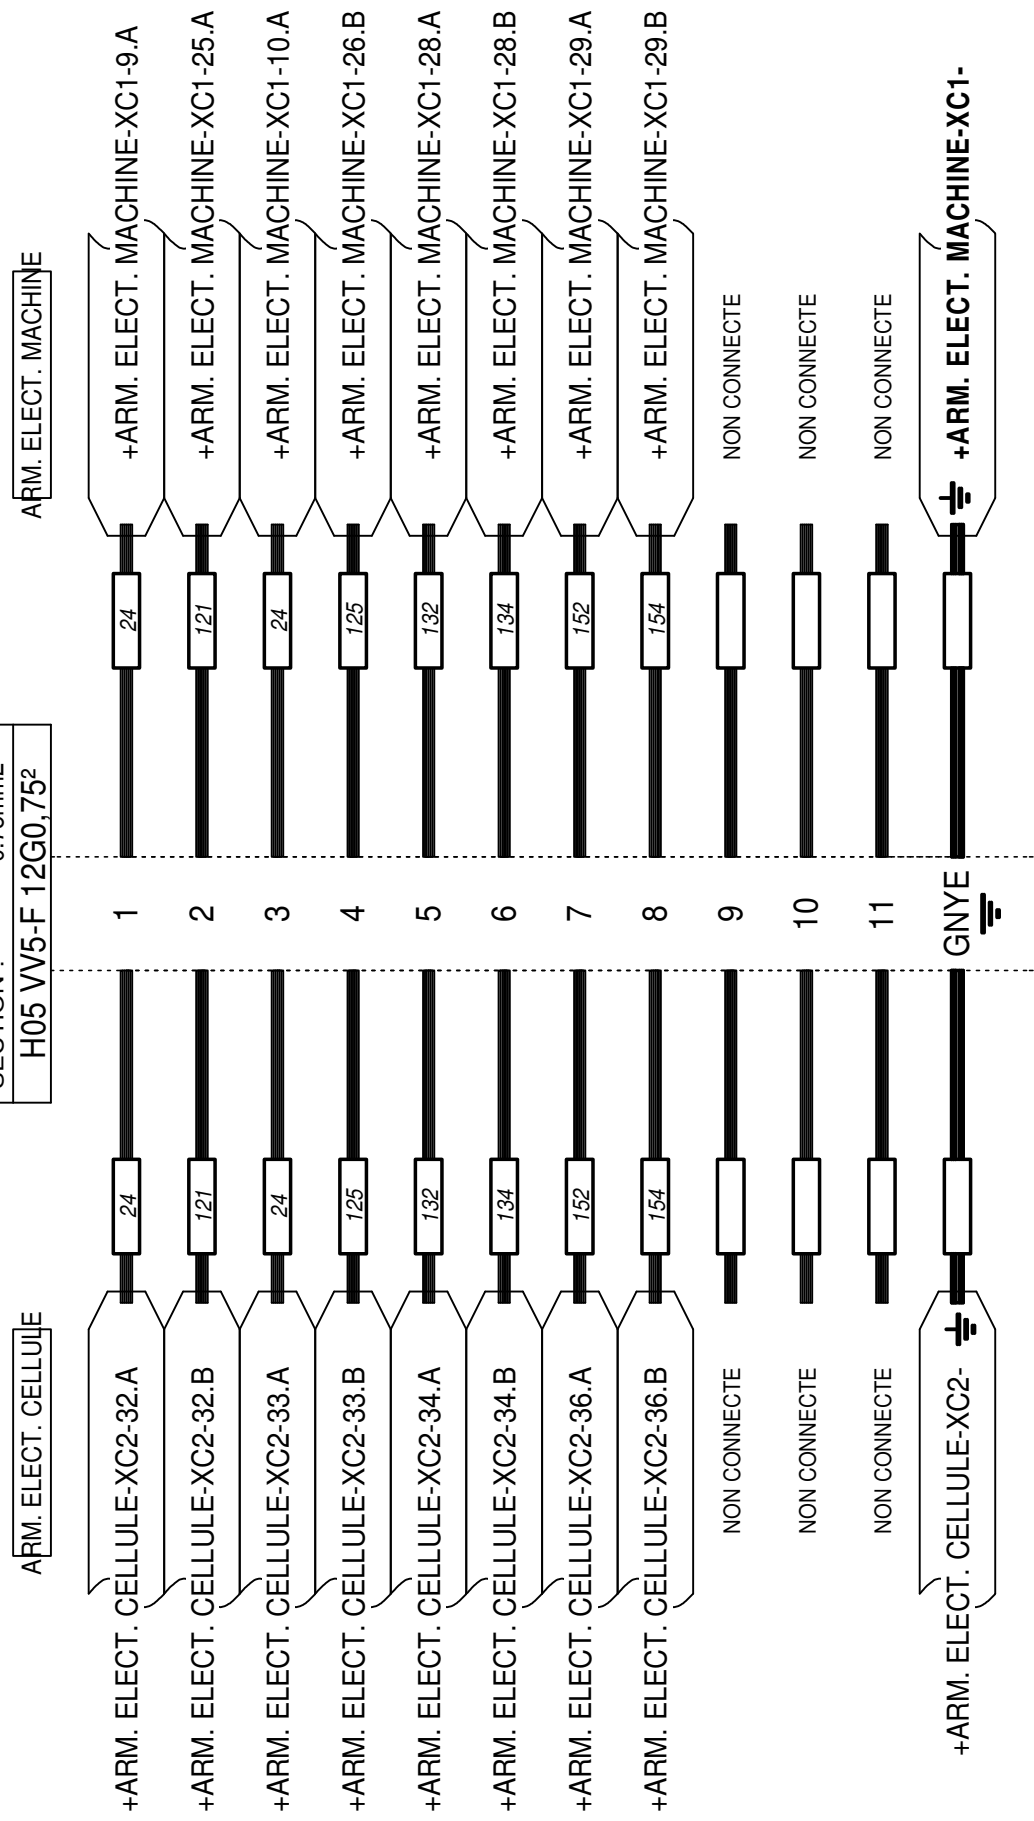 SECTION :
H05 VV5-F 12G0,75²
ARM. ELECT. CELLULE
ARM. ELECT. MACHINE
+ARM. ELECT. CELLULE-XC2-32.A 24 1 24 +ARM. ELECT. MACHINE-XC1-9.A
+ARM. ELECT. CELLULE-XC2-32.B 121 2 121 +ARM. ELECT. MACHINE-XC1-25.A
+ARM. ELECT. CELLULE-XC2-33.A 24 3 24 +ARM. ELECT. MACHINE-XC1-10.A
+ARM. ELECT. CELLULE-XC2-33.B 125 4 125 +ARM. ELECT. MACHINE-XC1-26.B
+ARM. ELECT. CELLULE-XC2-34.A 132 5 132 +ARM. ELECT. MACHINE-XC1-28.A
+ARM. ELECT. CELLULE-XC2-34.B 134 6 134 +ARM. ELECT. MACHINE-XC1-28.B
+ARM. ELECT. CELLULE-XC2-36.A 152 7 152 +ARM. ELECT. MACHINE-XC1-29.A
+ARM. ELECT. CELLULE-XC2-36.B 154 8 154 +ARM. ELECT. MACHINE-XC1-29.B
NON CONNECTE 9 NON CONNECTE
NON CONNECTE 10 NON CONNECTE
NON CONNECTE 11 NON CONNECTE
+ARM. ELECT. CELLULE-XC2- GNYE +ARM. ELECT. MACHINE-XC1-